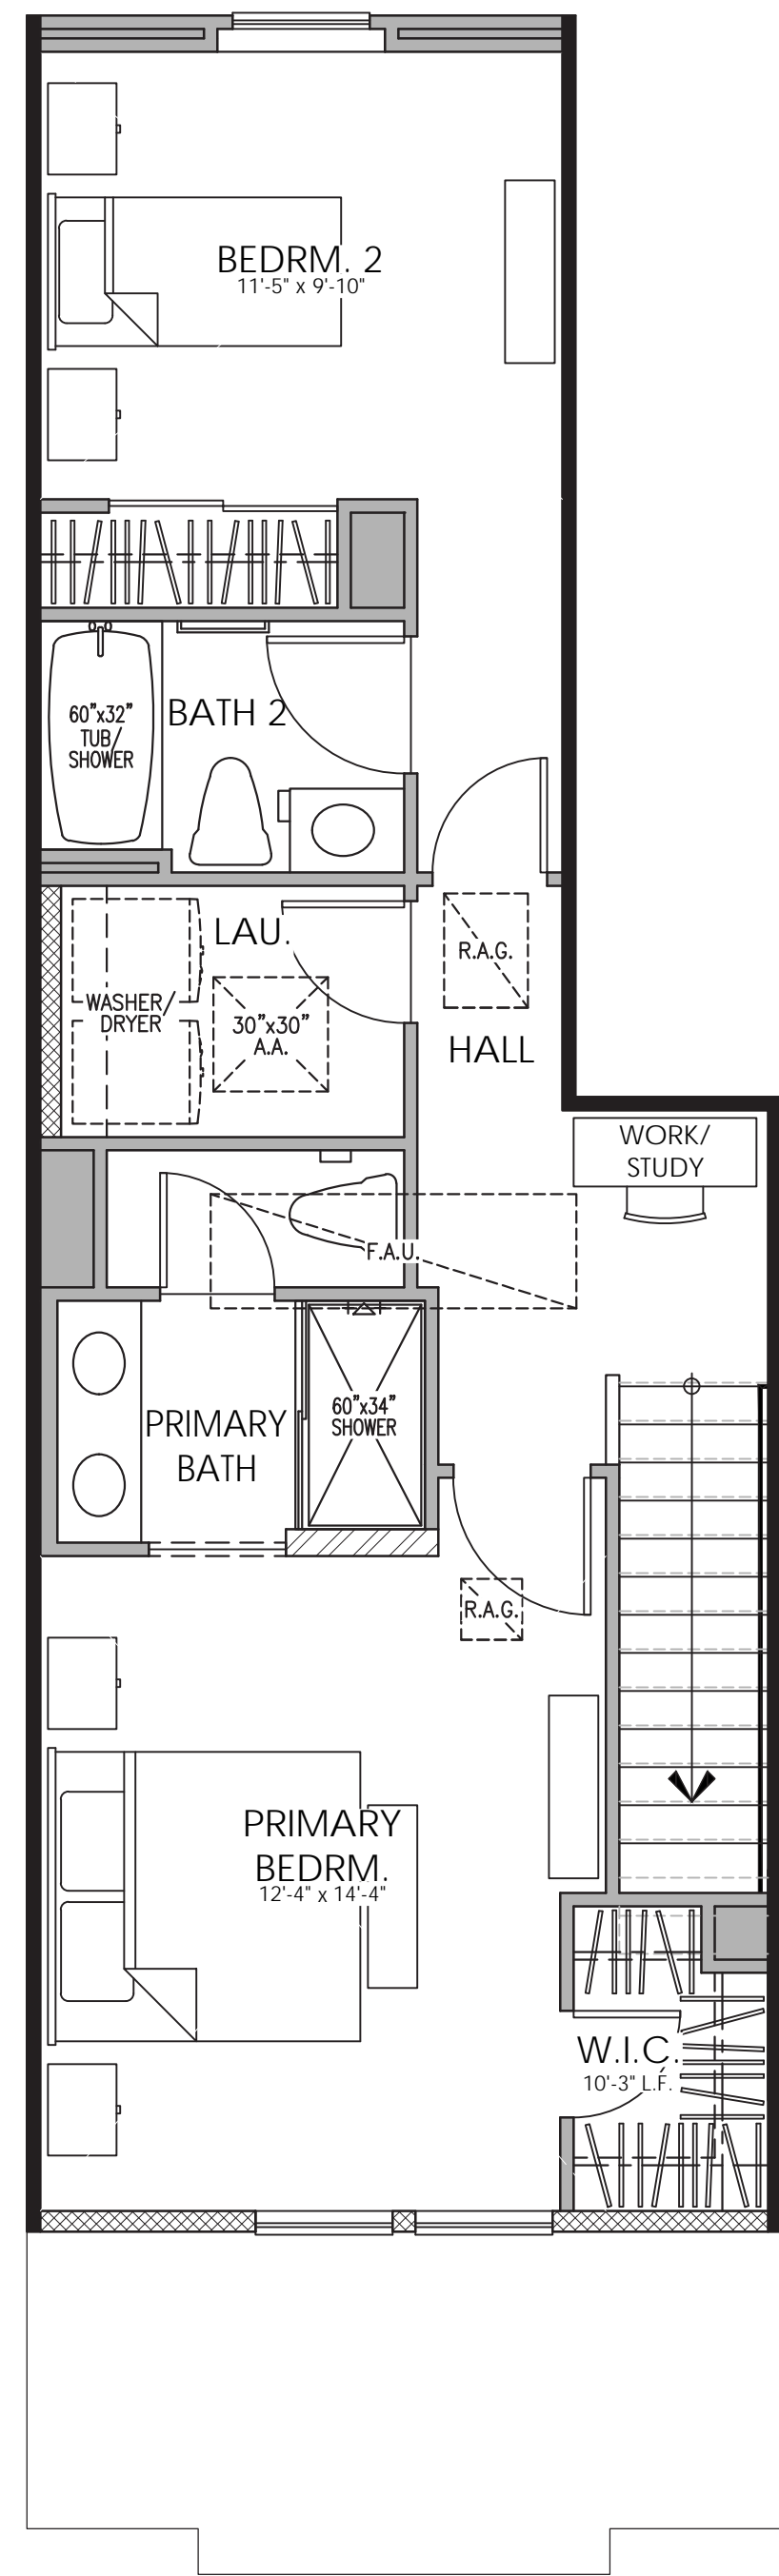 BEDRM. 2
11'-5" x 9'-10"
BATH 2
60"x32"
TUB/
SHOWER
LAU.
R.A.G.
WASHER/
DRYER
30"x30"
A.A.
HALL
WORK/
STUDY
F.A.U.
PRIMARY
BATH
60"x34"
SHOWER
R.A.G.
PRIMARY
BEDRM.
12'-4" x 14'-4"
W.I.C.
10'-3" L.F.